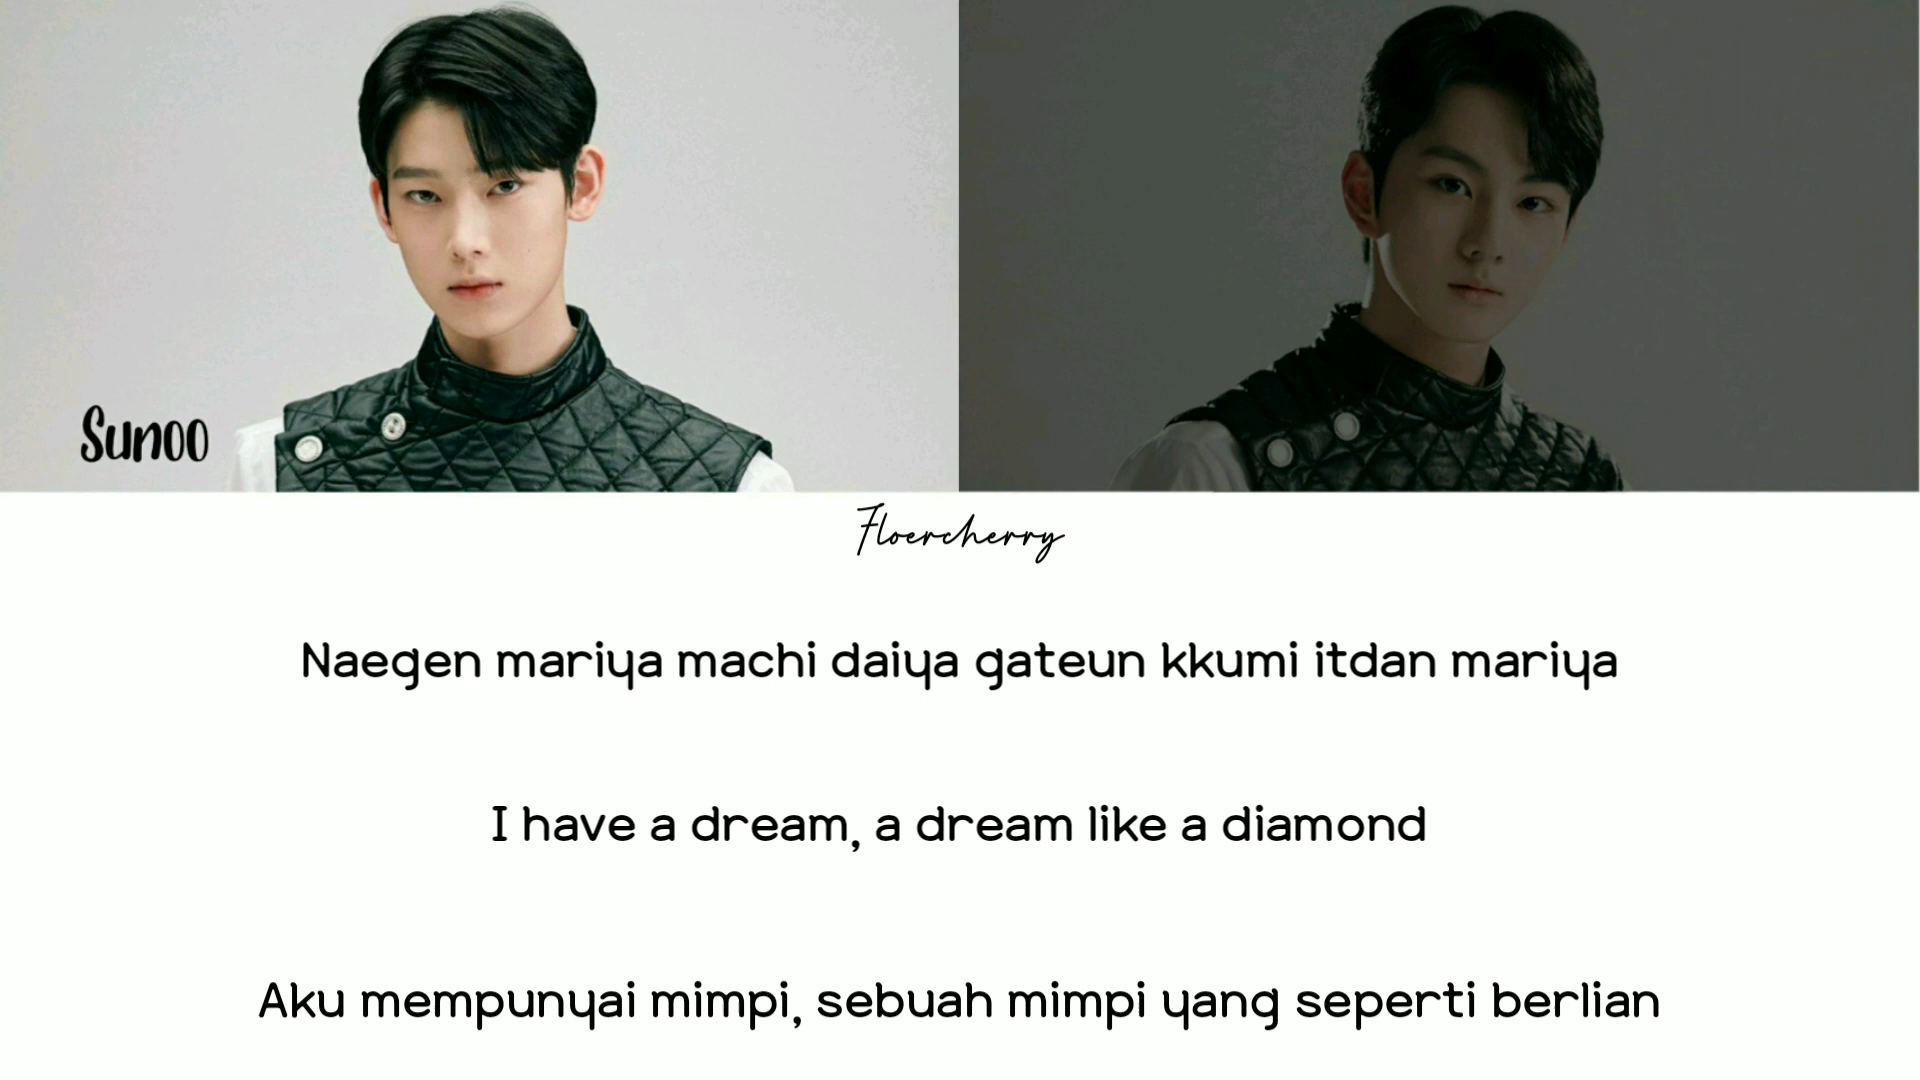 Sunoo
Floercherry
Naegen mariya machi daiya gateun kkumi itdan mariya
I have a dream, a dream like a diamond
Aku mempunyai mimpi, sebuah mimpi yang seperti berlian